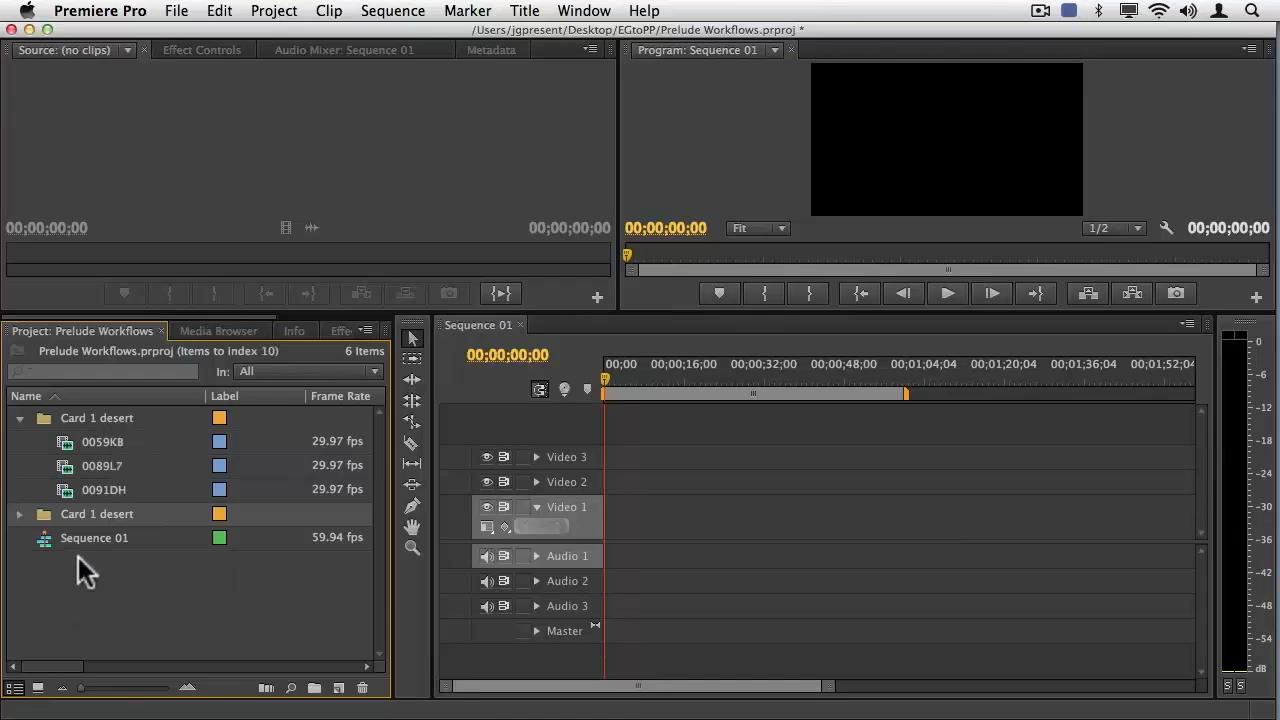 Premiere Pro File Edit Project Clip Sequence Marker Title Window Help
/Users/jgpresent/Desktop/EGtoPP/Prelude Workflows.prproj *
Source: (no clips) Effect Controls Audio Mixer: Sequence 01 Metadata
Program: Sequence 01
00;00;00;00 00;00;00;00
00;00;00;00 Fit 1/2 00;00;00;00
Project: Prelude Workflows Media Browser Info Effe
Prelude Workflows.prproj (Items to index 10) 6 Items
In: All
Name Label Frame Rate
Card 1 desert
0059KB 29.97 fps
0089L7 29.97 fps
0091DH 29.97 fps
Card 1 desert
Sequence 01 59.94 fps
Sequence 01
00;00;00;00
00;00 00;00;16;00 00;00;32;00 00;00;48;00 00;01;04;04 00;01;20;04 00;01;36;04 00;01;52;04
Video 3
Video 2
Video 1
Audio 1
Audio 2
Audio 3
Master
0
-6
-12
-18
-24
-30
-36
-42
-48
-54
dB
S S